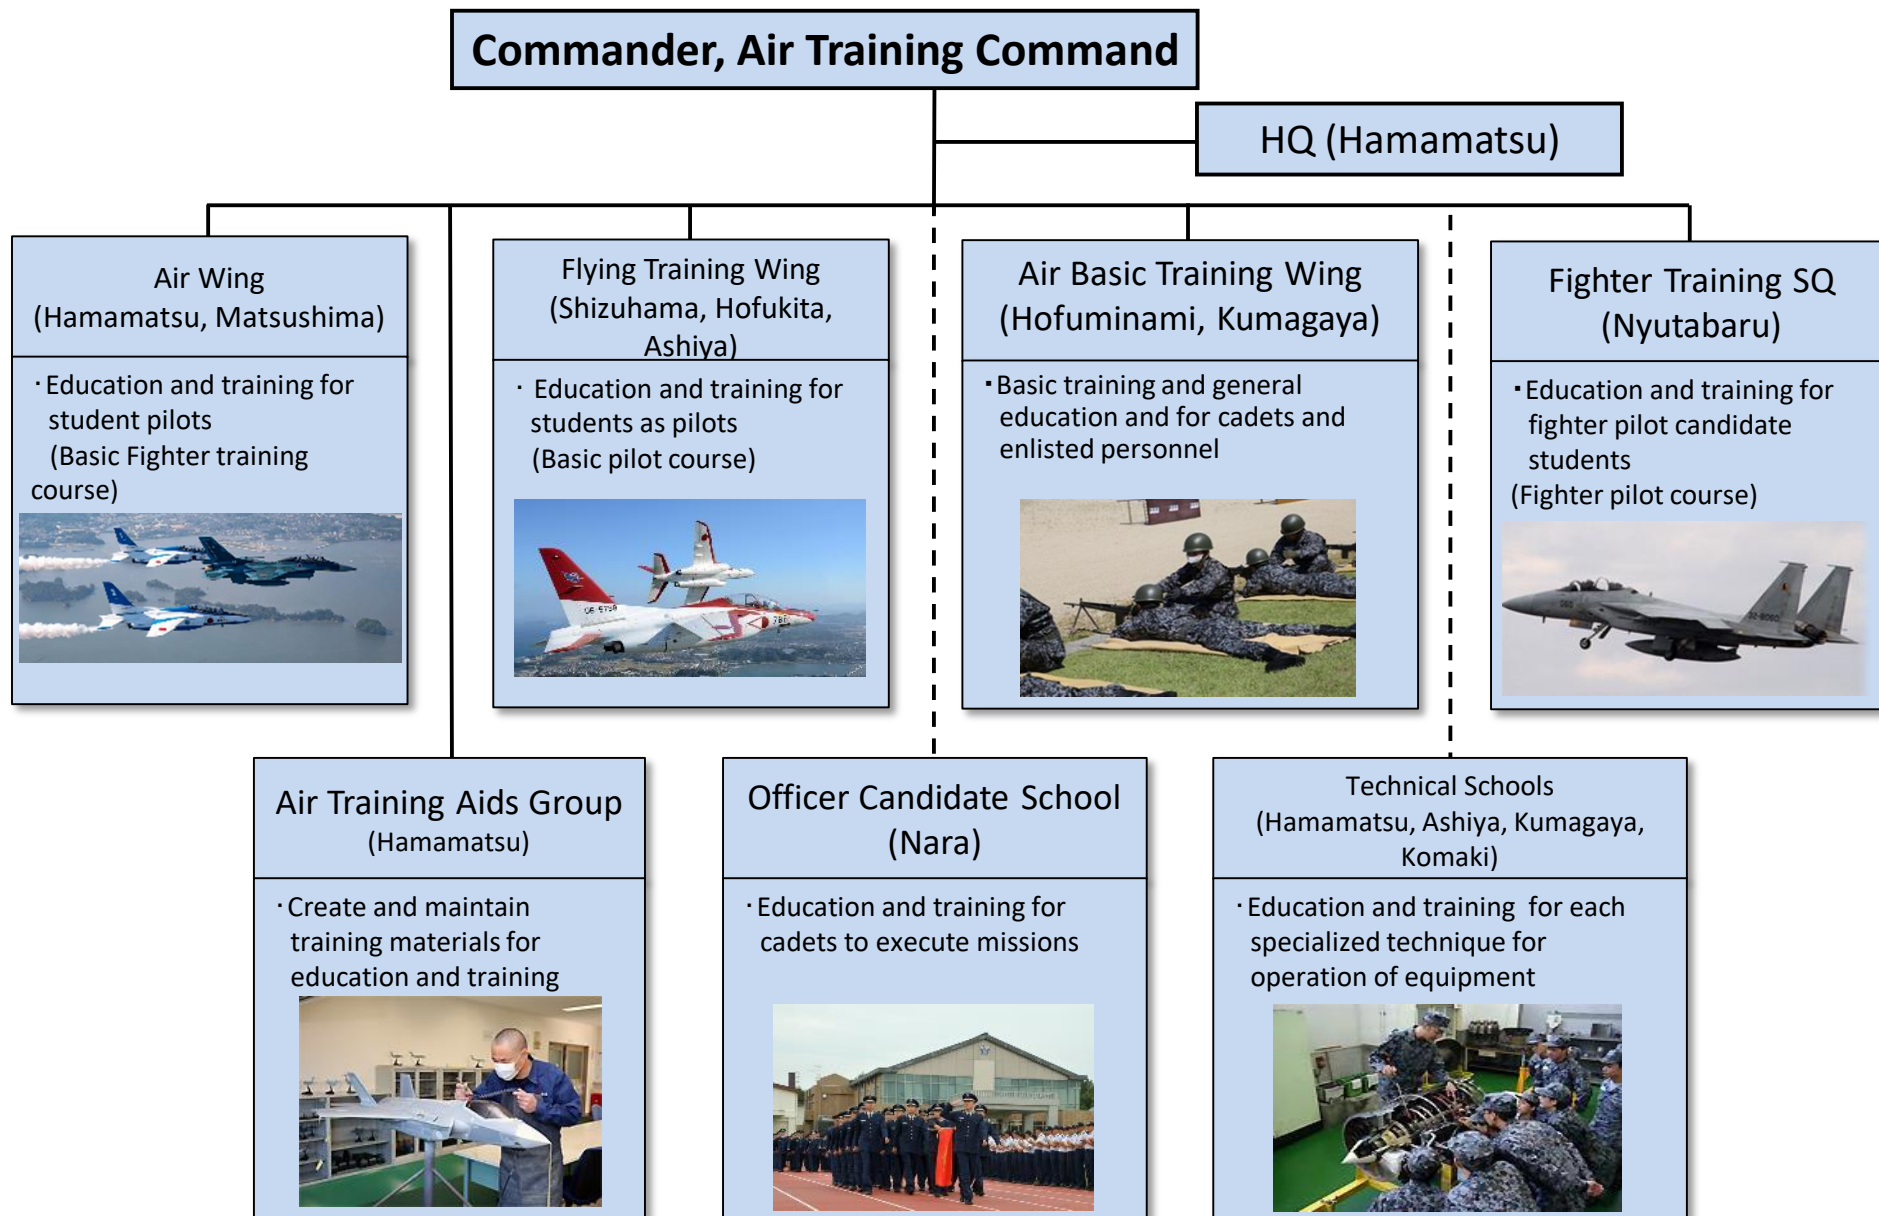 Commander, Air Training Command
HQ (Hamamatsu)
Air Wing
(Hamamatsu, Matsushima)
・Education and training for
student pilots
(Basic Fighter training
course)
Flying Training Wing
(Shizuhama, Hofukita,
Ashiya)
・ Education and training for
students as pilots
(Basic pilot course)
Air Basic Training Wing
(Hofuminami, Kumagaya)
・Basic training and general
education and for cadets and
enlisted personnel
Fighter Training SQ
(Nyutabaru)
・Education and training for
fighter pilot candidate
students
(Fighter pilot course)
Air Training Aids Group
(Hamamatsu)
・Create and maintain
training materials for
education and training
Officer Candidate School
(Nara)
・Education and training for
cadets to execute missions
Technical Schools
(Hamamatsu, Ashiya, Kumagaya,
Komaki)
・Education and training for each
specialized technique for
operation of equipment